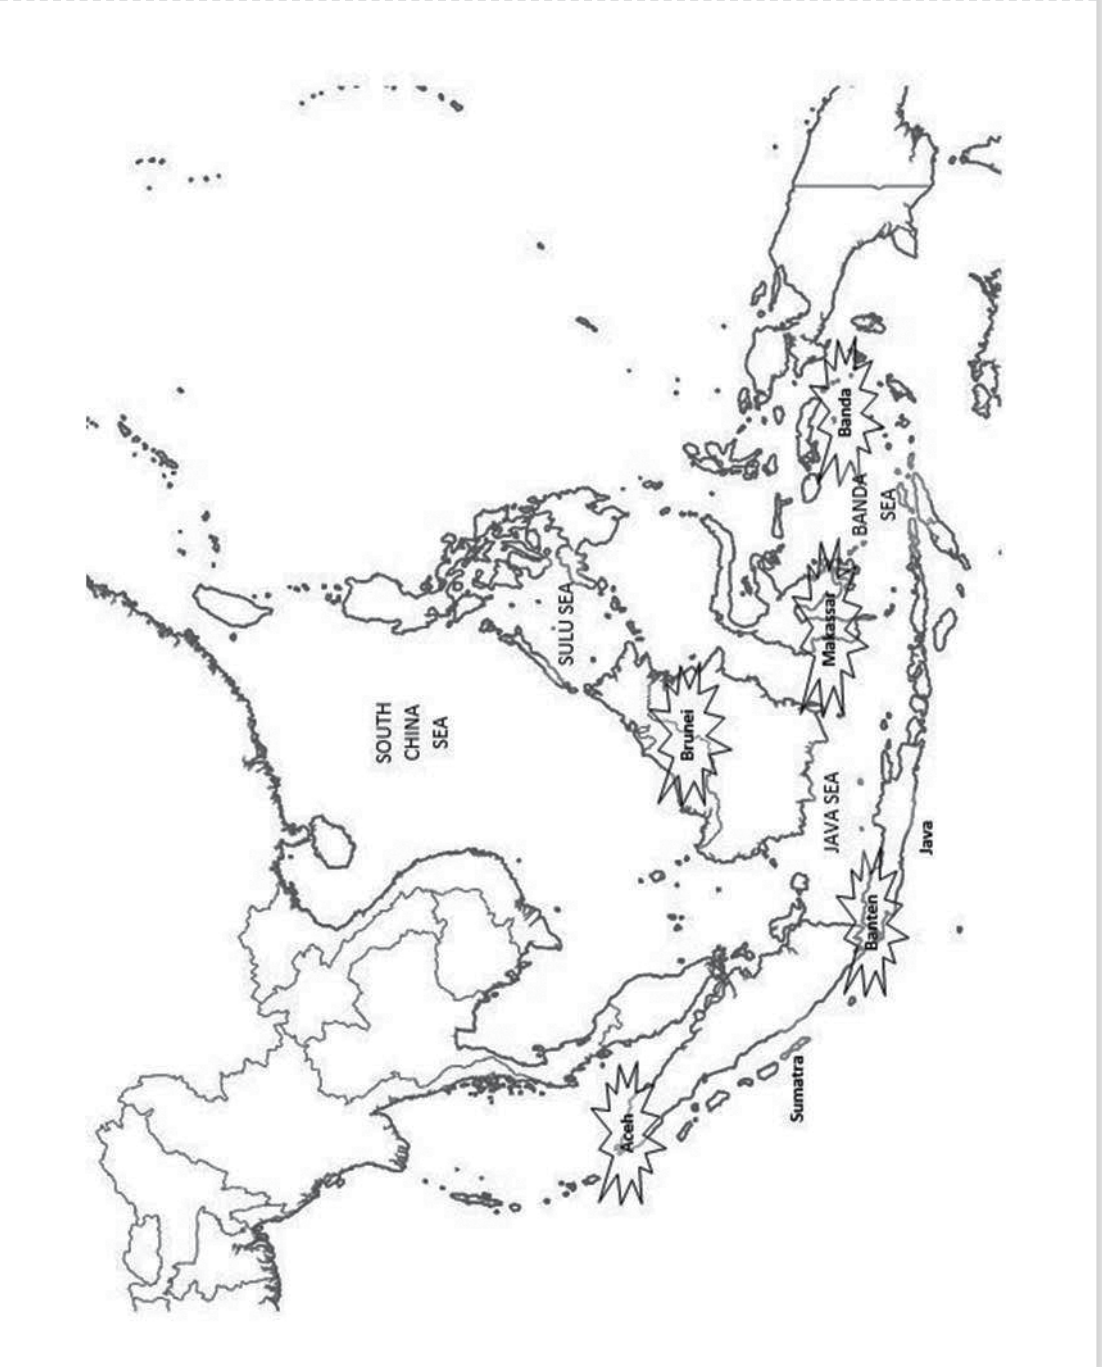 SOUTH
CHINA
SEA
SULU SEA
Brunei
Aceh
Sumatra
Banten
Java
JAVA SEA
Makassar
BANDA
SEA
Banda